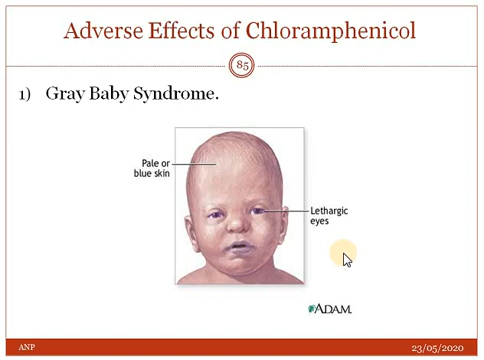 Adverse Effects of Chloramphenicol
85
1) Gray Baby Syndrome.
Pale or
blue skin
Lethargic
eyes
ADAM.
ANP
23/05/2020